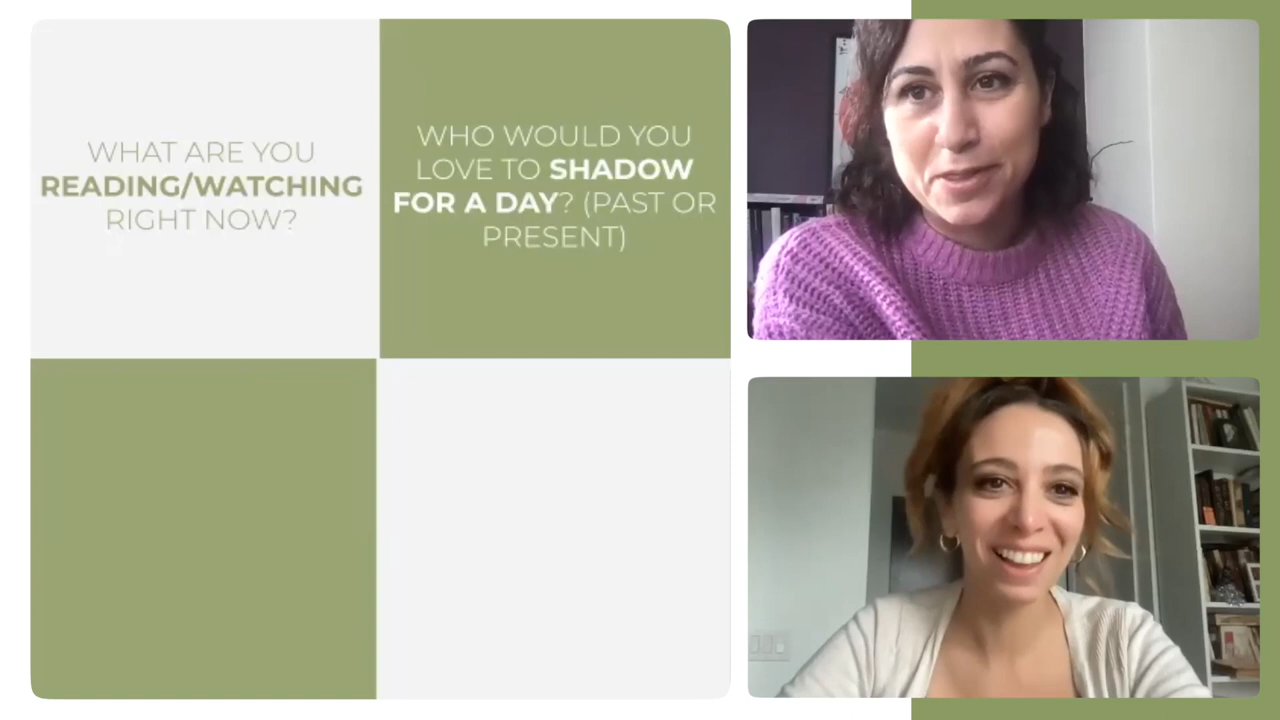 WHAT ARE YOU
READING/WATCHING
RIGHT NOW?
WHO WOULD YOU
LOVE TO SHADOW
FOR A DAY? (PAST OR
PRESENT)